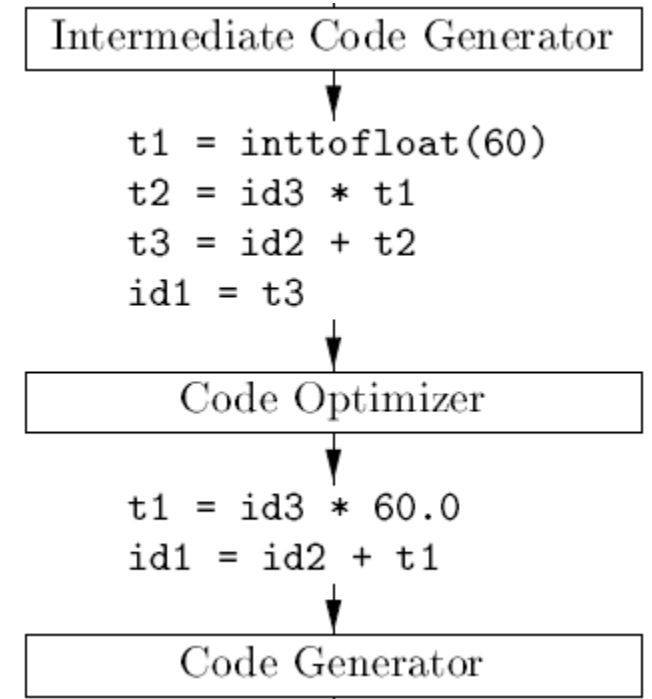 Intermediate Code Generator
t1 = inttofloat(60)
t2 = id3 * t1
t3 = id2 + t2
id1 = t3
Code Optimizer
t1 = id3 * 60.0
id1 = id2 + t1
Code Generator